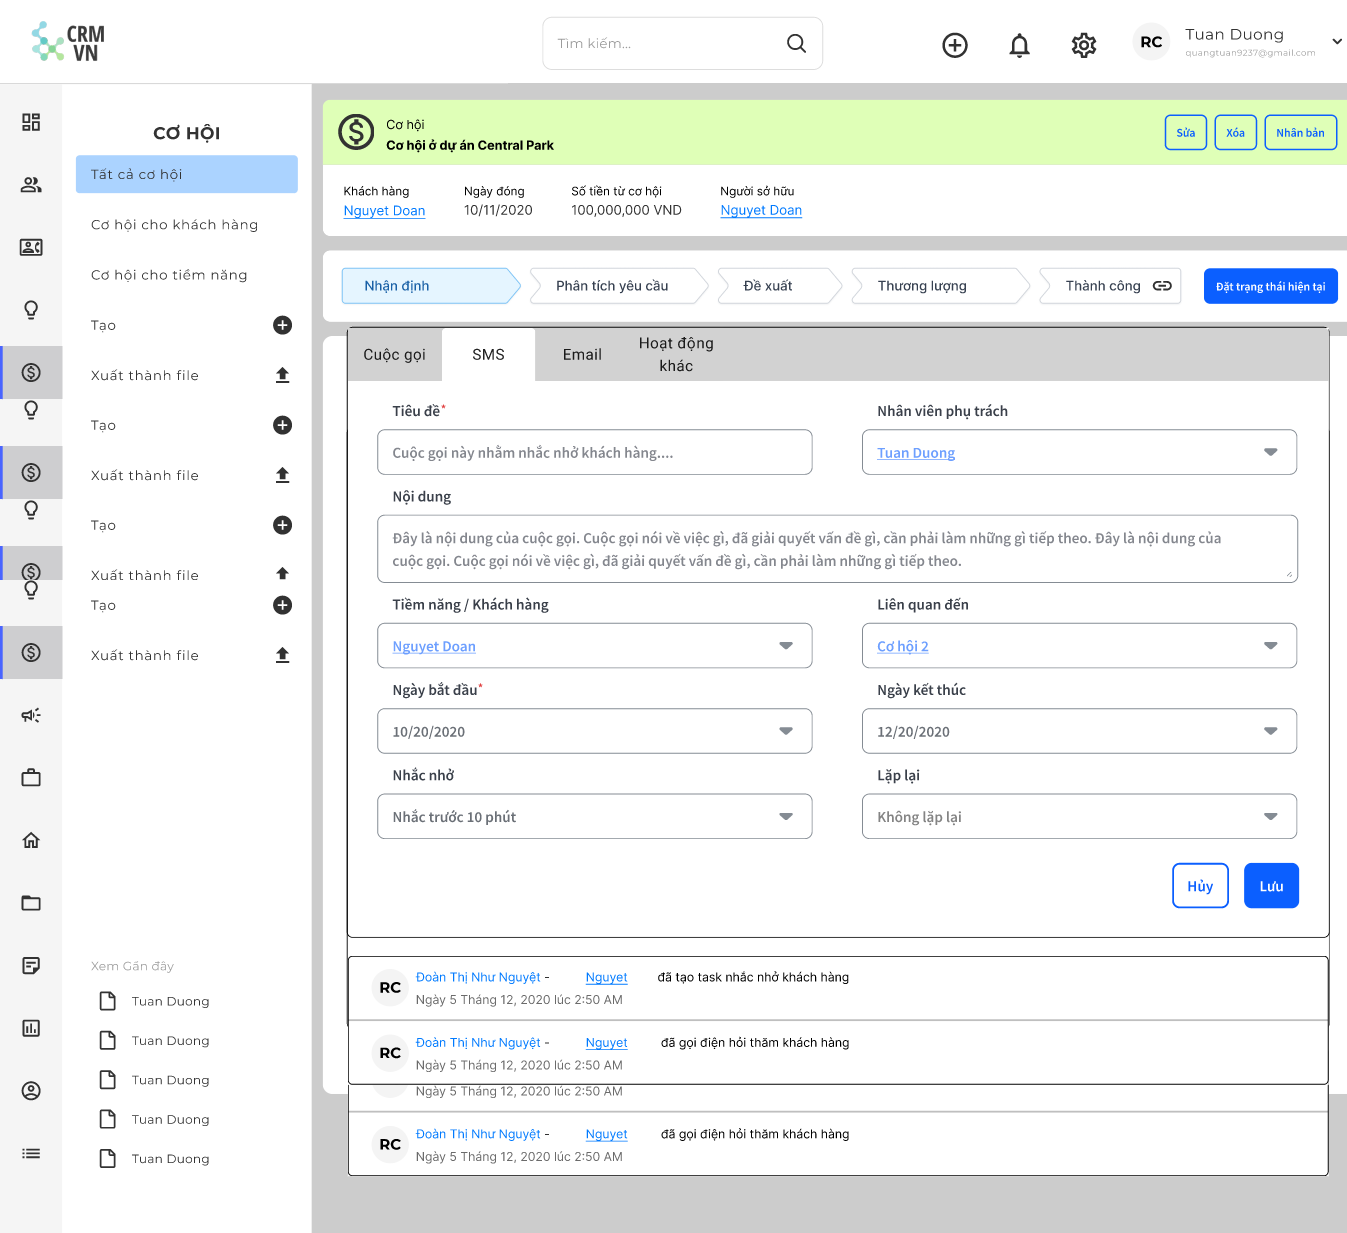 CRM
VN
Tìm kiếm...
RC
Tuan Duong
quangtuan9237@gmail.com
CƠ HỘI
Tất cả cơ hội
Cơ hội cho khách hàng
Cơ hội cho tiềm năng
Tạo
Xuất thành file
Tạo
Xuất thành file
Tạo
Xuất thành file
Tạo
Xuất thành file
Xem Gần đây
Tuan Duong
Tuan Duong
Tuan Duong
Tuan Duong
Tuan Duong
Cơ hội
Cơ hội ở dự án Central Park
Sửa
Xóa
Nhân bản
Khách hàng
Nguyet Doan
Ngày đóng
10/11/2020
Số tiền từ cơ hội
100,000,000 VND
Người sở hữu
Nguyet Doan
Nhận định
Phân tích yêu cầu
Đề xuất
Thương lượng
Thành công
Đặt trạng thái hiện tại
Cuộc gọi
SMS
Email
Hoạt động
khác
Tiêu đề*
Cuộc gọi này nhằm nhắc nhở khách hàng....
Nhân viên phụ trách
Tuan Duong
Nội dung
Đây là nội dung của cuộc gọi. Cuộc gọi nói về việc gì, đã giải quyết vấn đề gì, cần phải làm những gì tiếp theo. Đây là nội dung của
cuộc gọi. Cuộc gọi nói về việc gì, đã giải quyết vấn đề gì, cần phải làm những gì tiếp theo.
Tiềm năng / Khách hàng
Nguyet Doan
Liên quan đến
Cơ hội 2
Ngày bắt đầu*
10/20/2020
Ngày kết thúc
12/20/2020
Nhắc nhở
Nhắc trước 10 phút
Lặp lại
Không lặp lại
Hủy
Lưu
RC
Đoàn Thị Như Nguyệt - Nguyet đã tạo task nhắc nhở khách hàng
Ngày 5 Tháng 12, 2020 lúc 2:50 AM
RC
Đoàn Thị Như Nguyệt - Nguyet đã gọi điện hỏi thăm khách hàng
Ngày 5 Tháng 12, 2020 lúc 2:50 AM
Ngày 5 Tháng 12, 2020 lúc 2:50 AM
RC
Đoàn Thị Như Nguyệt - Nguyet đã gọi điện hỏi thăm khách hàng
Ngày 5 Tháng 12, 2020 lúc 2:50 AM